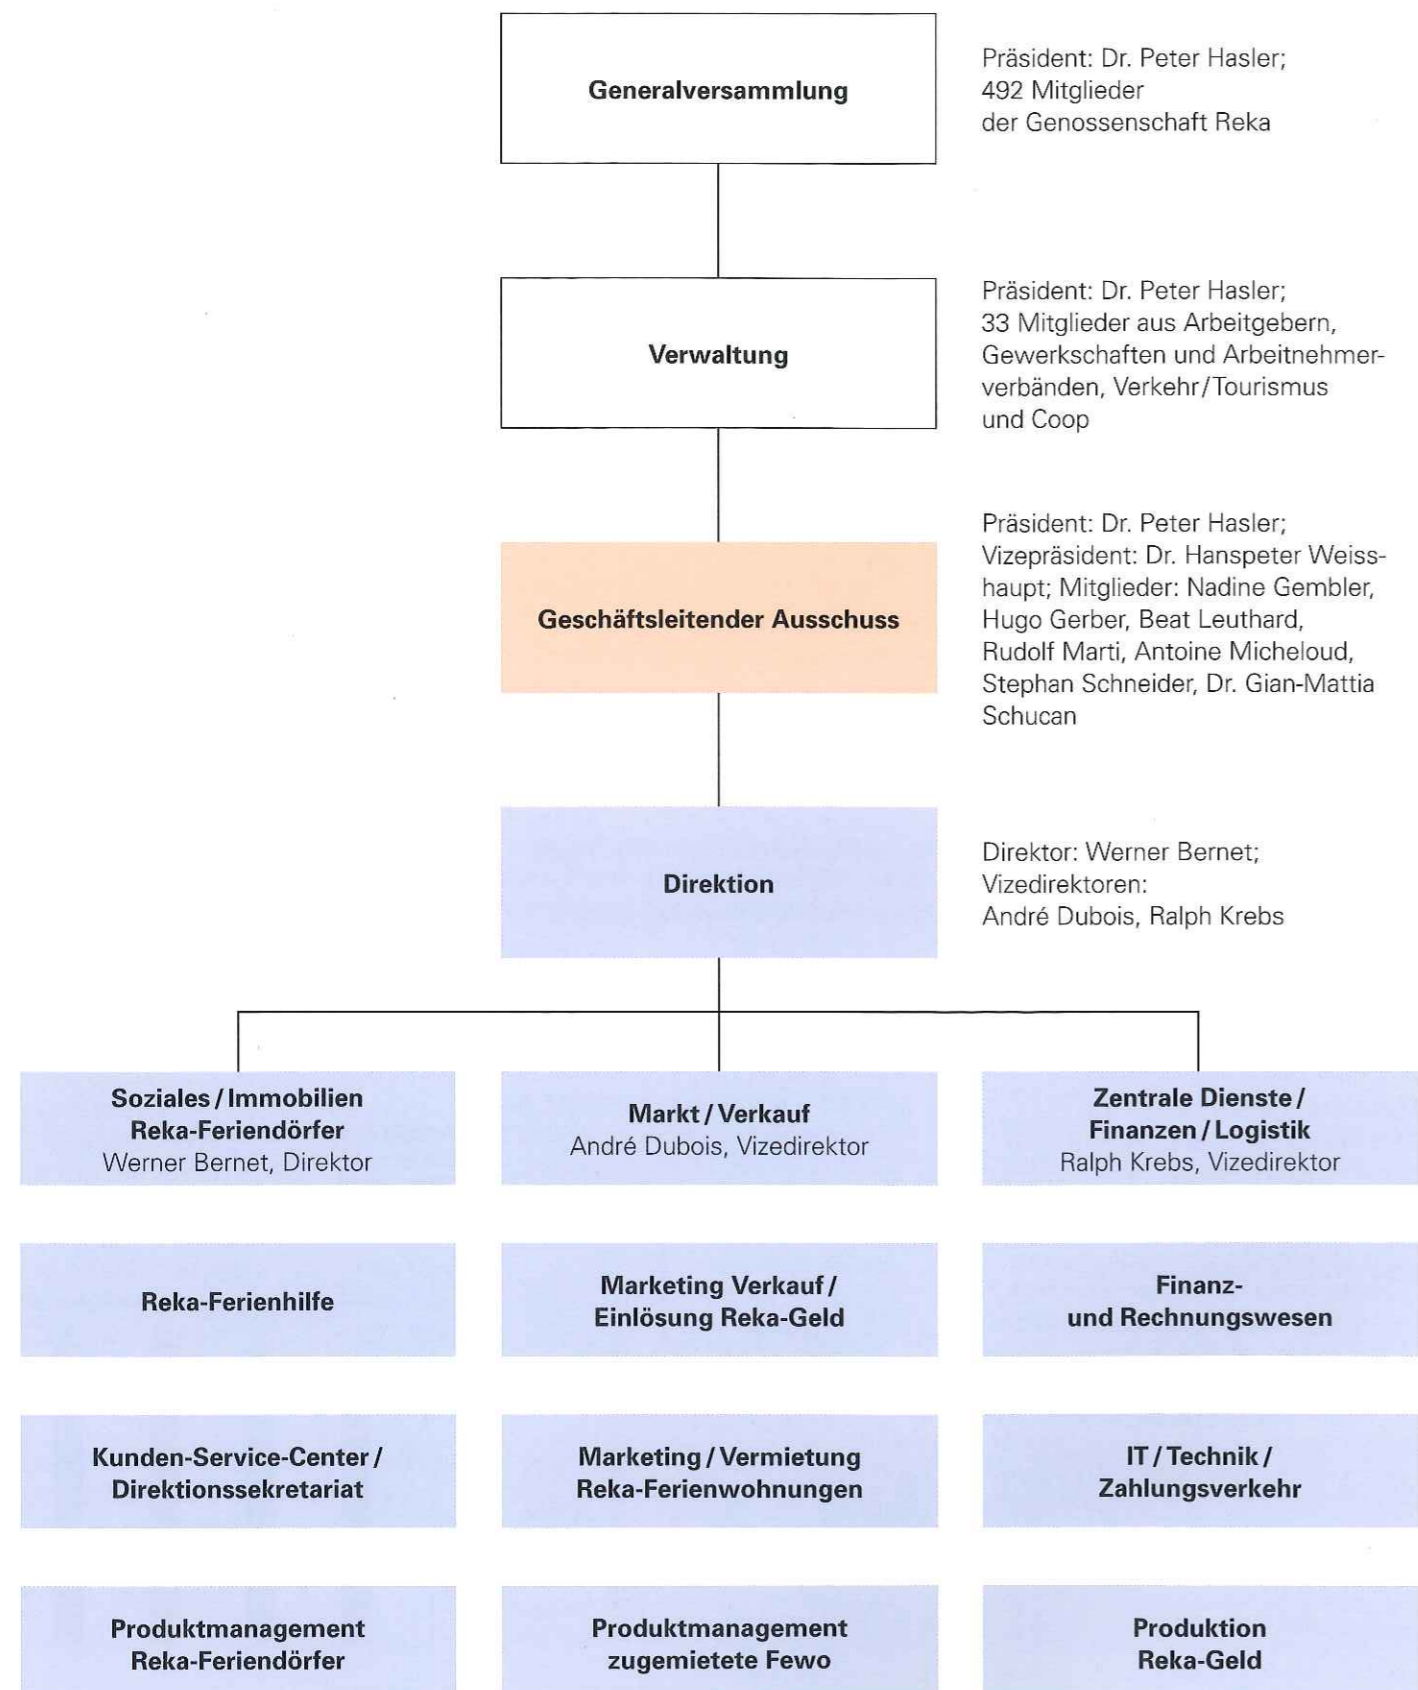 Generalversammlung
Präsident: Dr. Peter Hasler;
492 Mitglieder
der Genossenschaft Reka
Verwaltung
Präsident: Dr. Peter Hasler;
33 Mitglieder aus Arbeitgebern,
Gewerkschaften und Arbeitnehmer-
verbänden, Verkehr/Tourismus
und Coop
Geschäftsleitender Ausschuss
Präsident: Dr. Peter Hasler;
Vizepräsident: Dr. Hanspeter Weiss-
haupt; Mitglieder: Nadine Gembler,
Hugo Gerber, Beat Leuthard,
Rudolf Marti, Antoine Micheloud,
Stephan Schneider, Dr. Gian-Mattia
Schucan
Direktion
Direktor: Werner Bernet;
Vizedirektoren:
André Dubois, Ralph Krebs
Soziales / Immobilien
Reka-Feriendörfer
Werner Bernet, Direktor
Markt / Verkauf
André Dubois, Vizedirektor
Zentrale Dienste /
Finanzen / Logistik
Ralph Krebs, Vizedirektor
Reka-Ferienhilfe
Marketing Verkauf /
Einlösung Reka-Geld
Finanz-
und Rechnungswesen
Kunden-Service-Center /
Direktionssekretariat
Marketing / Vermietung
Reka-Ferienwohnungen
IT / Technik /
Zahlungsverkehr
Produktmanagement
Reka-Feriendörfer
Produktmanagement
zugemietete Fewo
Produktion
Reka-Geld